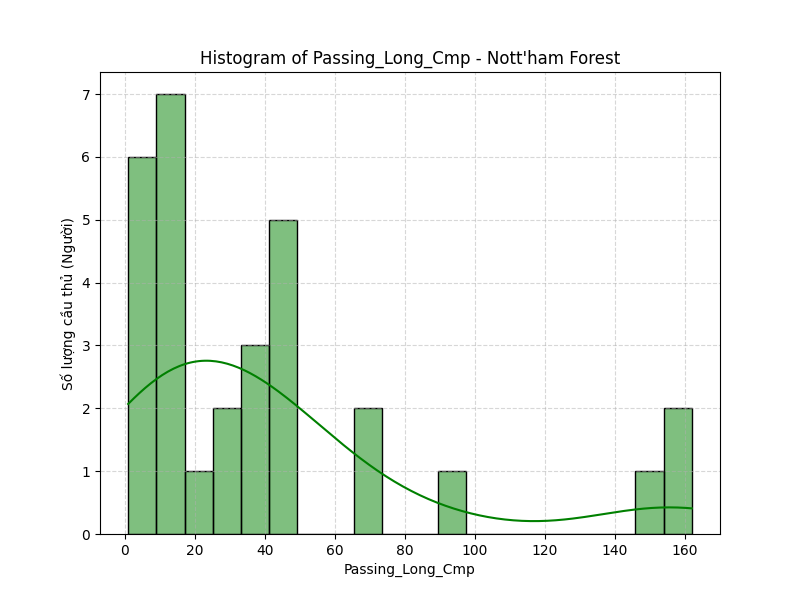 Histogram of Passing_Long_Cmp - Nott'ham Forest
Số lượng cầu thủ (Người)
7
6
5
4
3
2
1
0
0 20 40 60 80 100 120 140 160
Passing_Long_Cmp